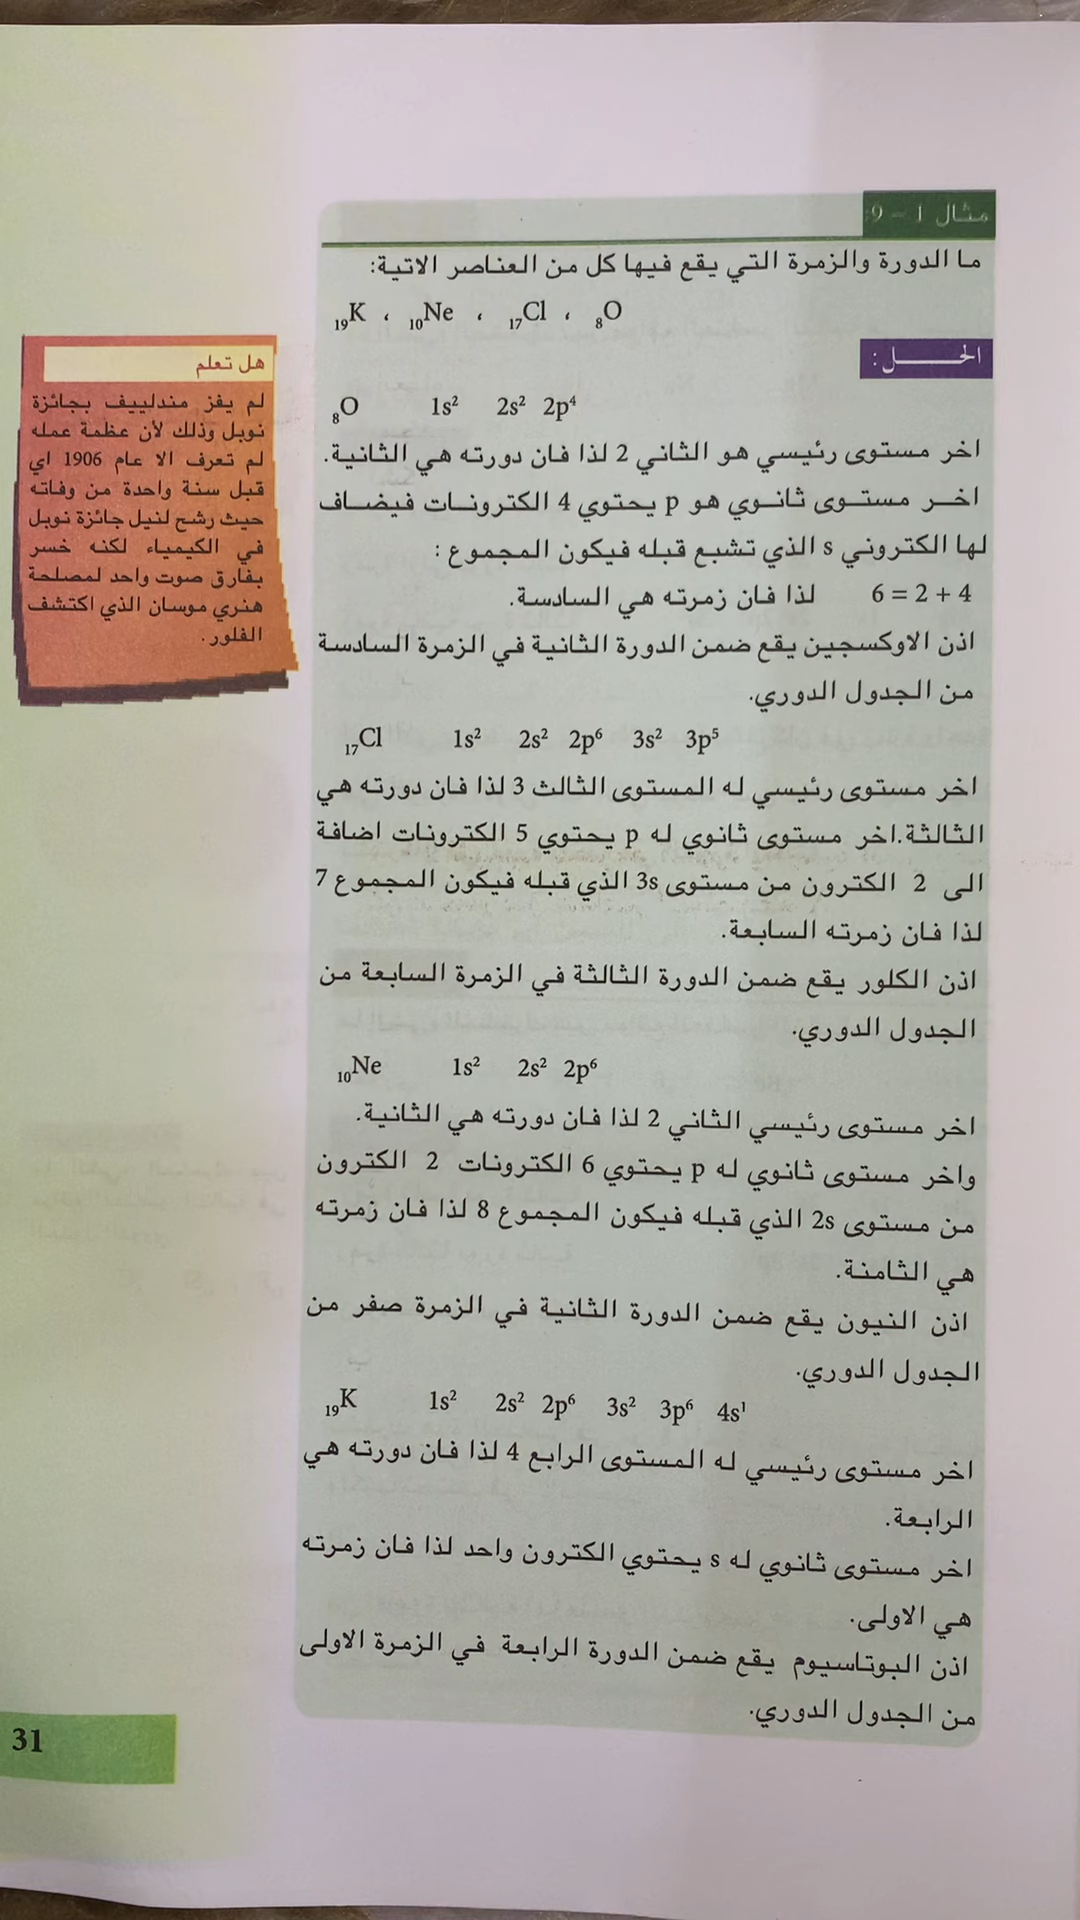 مثال 1 – 9:
ما الدورة والزمرة التي يقع فيها كل من العناصر الاتية:
₁₉K ، ₁₀Ne ، ₁₇Cl ، ₈O
الحـــل :
₈O 1s² 2s² 2p⁴
اخر مستوى رئيسي هو الثاني 2 لذا فان دورته هي الثانية.
اخر مستوى ثانوي هو p يحتوي 4 الكترونات فيضاف
لها الكتروني s الذي تشبع قبله فيكون المجموع :
6 = 2 + 4 لذا فان زمرته هي السادسة.
اذن الاوكسجين يقع ضمن الدورة الثانية في الزمرة السادسة
من الجدول الدوري.
₁₇Cl 1s² 2s² 2p⁶ 3s² 3p⁵
اخر مستوى رئيسي له المستوى الثالث 3 لذا فان دورته هي
الثالثة.اخر مستوى ثانوي له p يحتوي 5 الكترونات اضافة
الى 2 الكترون من مستوى 3s الذي قبله فيكون المجموع 7
لذا فان زمرته السابعة.
اذن الكلور يقع ضمن الدورة الثالثة في الزمرة السابعة من
الجدول الدوري.
₁₀Ne 1s² 2s² 2p⁶
اخر مستوى رئيسي الثاني 2 لذا فان دورته هي الثانية.
واخر مستوى ثانوي له p يحتوي 6 الكترونات 2 الكترون
من مستوى 2s الذي قبله فيكون المجموع 8 لذا فان زمرته
هي الثامنة.
اذن النيون يقع ضمن الدورة الثانية في الزمرة صفر من
الجدول الدوري.
₁₉K 1s² 2s² 2p⁶ 3s² 3p⁶ 4s¹
اخر مستوى رئيسي له المستوى الرابع 4 لذا فان دورته هي
الرابعة.
اخر مستوى ثانوي له s يحتوي الكترون واحد لذا فان زمرته
هي الاولى.
اذن البوتاسيوم يقع ضمن الدورة الرابعة في الزمرة الاولى
من الجدول الدوري.
هل تعلم
لم يفز مندلييف بجائزة
نوبل وذلك لأن عظمة عمله
لم تعرف الا عام 1906 اي
قبل سنة واحدة من وفاته
حيث رشح لنيل جائزة نوبل
في الكيمياء لكنه خسر
بفارق صوت واحد لمصلحة
هنري موسان الذي اكتشف
الفلور.
31